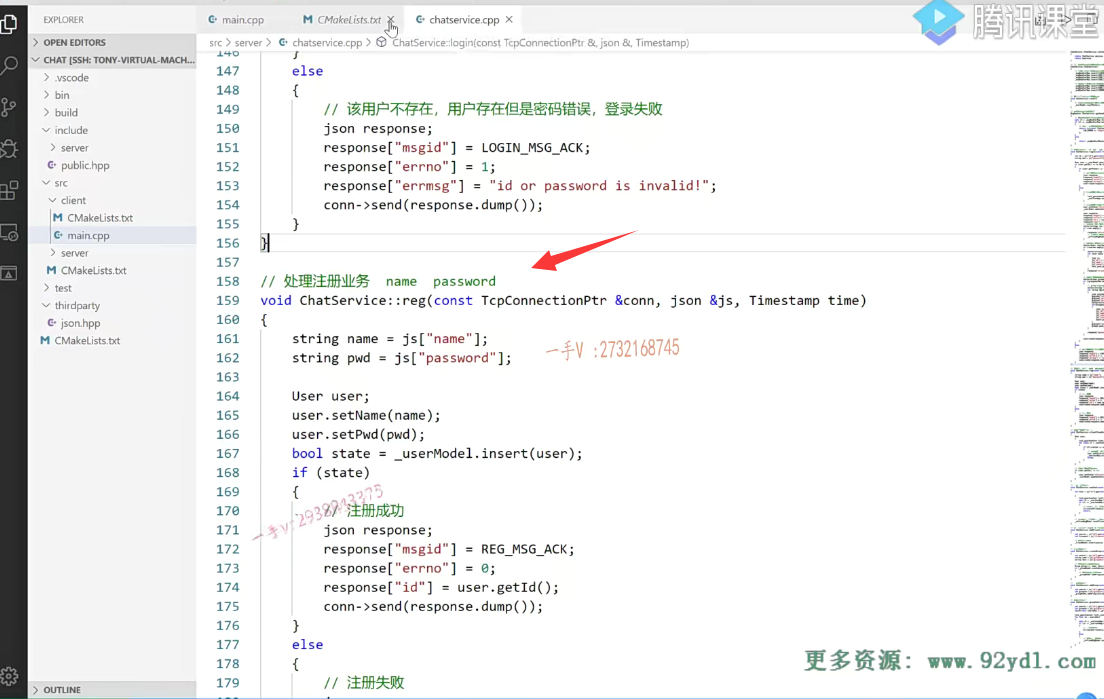 EXPLORER
main.cpp
CMakeLists.txt
chatservice.cpp
腾讯课堂
OPEN EDITORS
src > server > chatservice.cpp > ChatService::login(const TcpConnectionPtr &, json &, Timestamp)
CHAT [SSH: TONY-VIRTUAL-MACH...
.vscode
bin
build
include
server
public.hpp
src
client
CMakeLists.txt
main.cpp
server
CMakeLists.txt
test
thirdparty
json.hpp
CMakeLists.txt
OUTLINE
146 }
147 else
148 {
149 // 该用户不存在，用户存在但是密码错误，登录失败
150 json response;
151 response["msgid"] = LOGIN_MSG_ACK;
152 response["errno"] = 1;
153 response["errmsg"] = "id or password is invalid!";
154 conn->send(response.dump());
155 }
156 }
157
158 // 处理注册业务 name password
159 void ChatService::reg(const TcpConnectionPtr &conn, json &js, Timestamp time)
160 {
161 string name = js["name"];
162 string pwd = js["password"];
一手V :2732168745
163
164 User user;
165 user.setName(name);
166 user.setPwd(pwd);
167 bool state = _userModel.insert(user);
168 if (state)
169 {
170 // 注册成功
171 json response;
172 response["msgid"] = REG_MSG_ACK;
173 response["errno"] = 0;
174 response["id"] = user.getId();
175 conn->send(response.dump());
176 }
177 else
178 {
更多资源: www.92ydl.com
179 // 注册失败